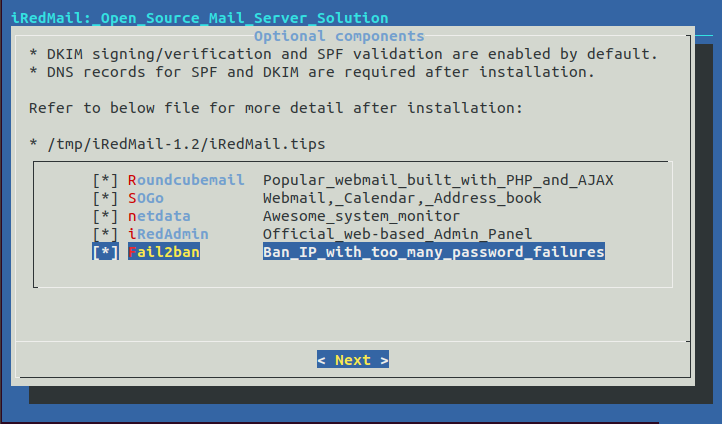 iRedMail:_Open_Source_Mail_Server_Solution
Optional components
* DKIM signing/verification and SPF validation are enabled by default.
* DNS records for SPF and DKIM are required after installation.
Refer to below file for more detail after installation:
* /tmp/iRedMail-1.2/iRedMail.tips
[*] Roundcubemail Popular_webmail_built_with_PHP_and_AJAX
[*] SOGo Webmail,_Calendar,_Address_book
[*] netdata Awesome_system_monitor
[*] iRedAdmin Official_web-based_Admin_Panel
[*] Fail2ban Ban_IP_with_too_many_password_failures
< Next >